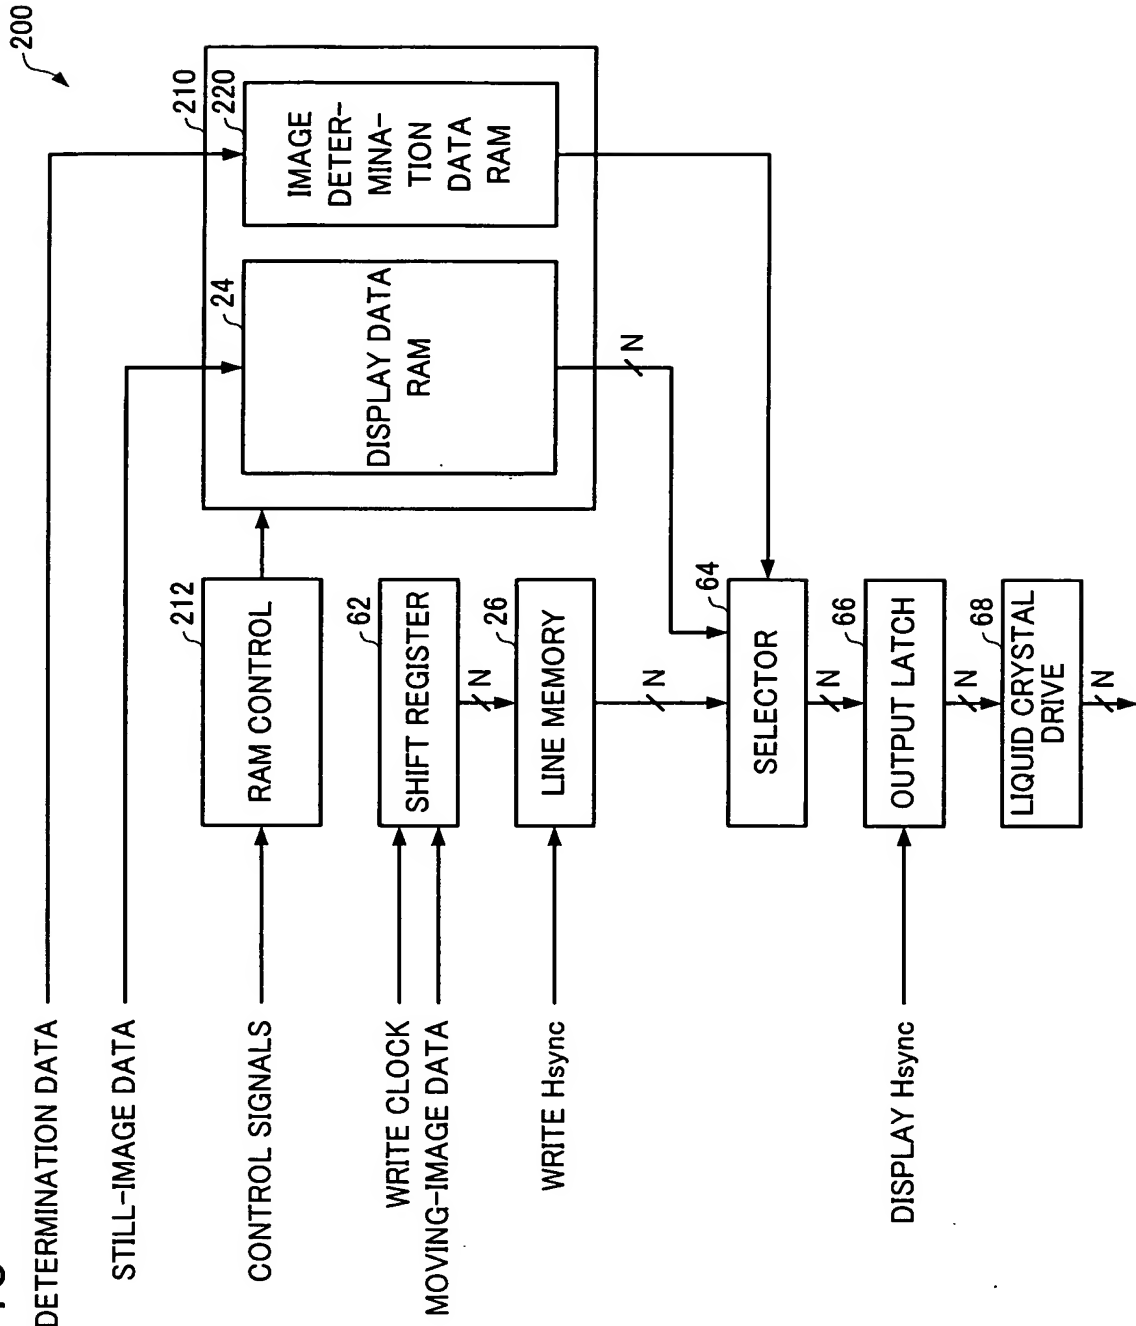 200
DETERMINATION DATA
STILL-IMAGE DATA
CONTROL SIGNALS
WRITE CLOCK
MOVING-IMAGE DATA
WRITE Hsync
DISPLAY Hsync
210
220
IMAGE
DETER-
MINA-
TION
DATA
RAM
24
DISPLAY DATA
RAM
N
212
RAM CONTROL
62
SHIFT REGISTER
N
26
LINE MEMORY
N
64
SELECTOR
N
66
OUTPUT LATCH
N
68
LIQUID CRYSTAL
DRIVE
N